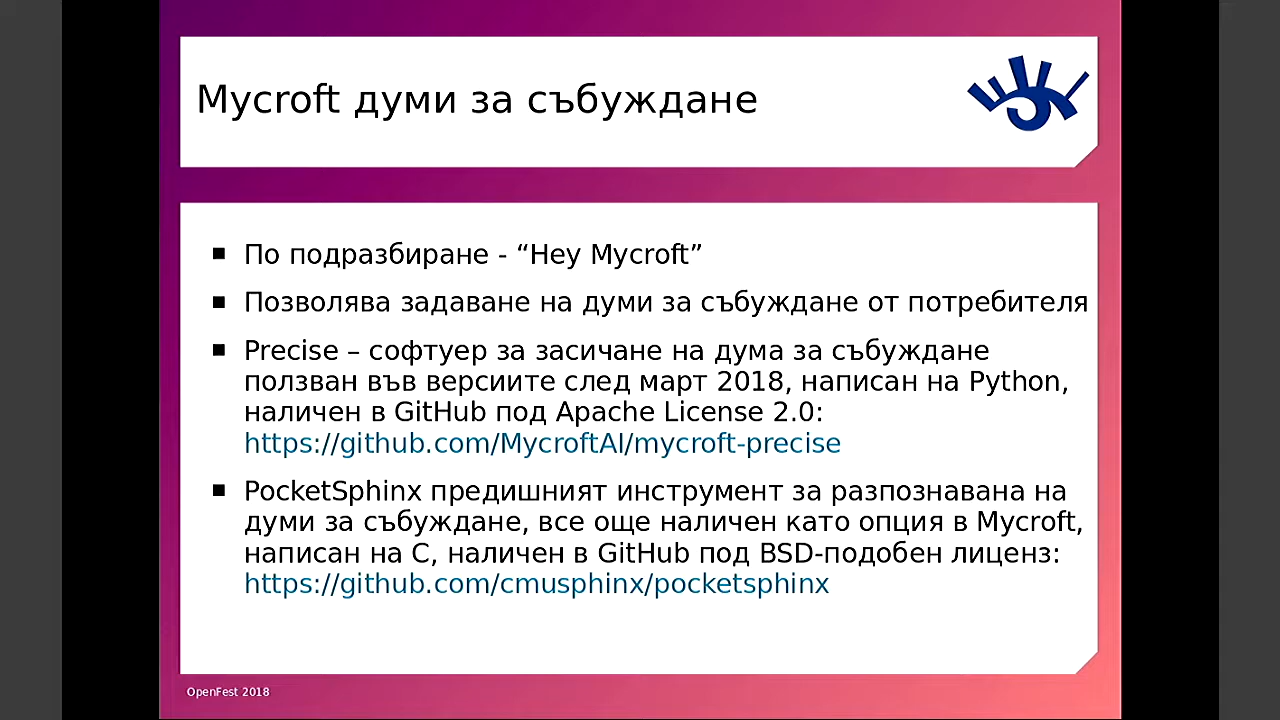 Mycroft думи за събуждане
По подразбиране - “Hey Mycroft”
Позволява задаване на думи за събуждане от потребителя
Precise – софтуер за засичане на дума за събуждане
ползван във версиите след март 2018, написан на Python,
наличен в GitHub под Apache License 2.0:
https://github.com/MycroftAI/mycroft-precise
PocketSphinx предишният инструмент за разпознавана на
думи за събуждане, все още наличен като опция в Mycroft,
написан на C, наличен в GitHub под BSD-подобен лиценз:
https://github.com/cmusphinx/pocketsphinx
OpenFest 2018